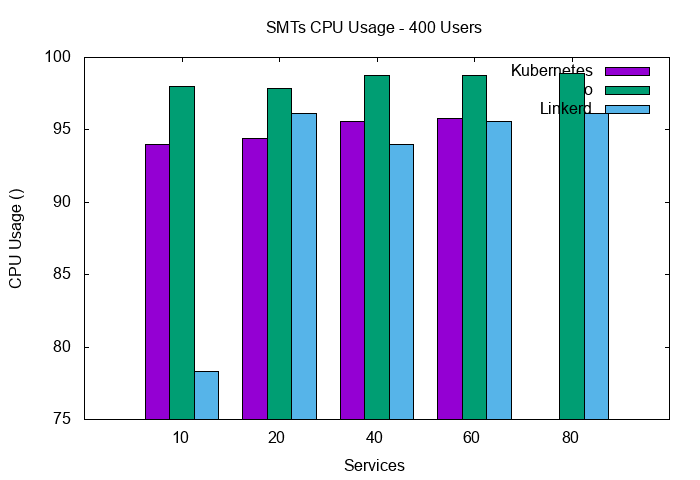 SMTs CPU Usage - 400 Users
100
95
90
85
80
75
CPU Usage ()
Kubernetes
o
Linkerd
10 20 40 60 80
Services